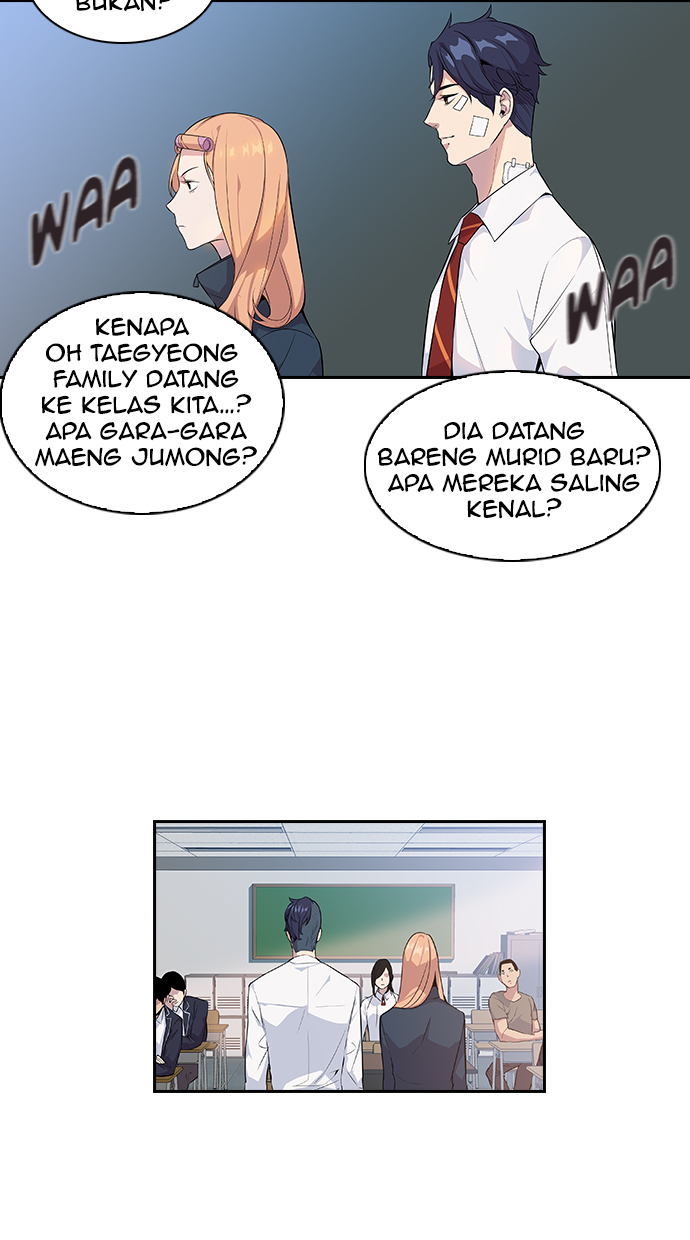 BUKAN?
WAA
WAA
KENAPA
OH TAEGYEONG
FAMILY DATANG
KE KELAS KITA...?
APA GARA-GARA
MAENG JUMONG?
DIA DATANG
BARENG MURID BARU?
APA MEREKA SALING
KENAL?